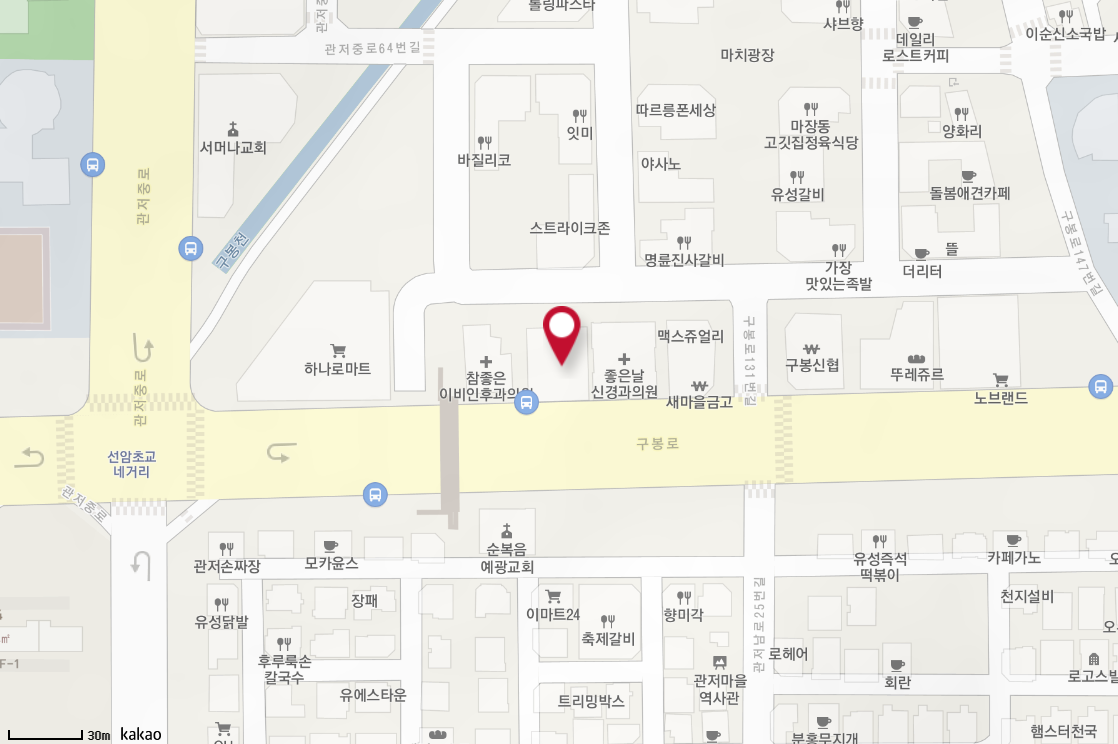 롤링파스타
샤브향
데일리
로스트커피
이순신소국밥
관저중로64번길
마치광장
따르릉폰세상
마장동
고깃집정육식당
양화리
잇미
바질리코
서머나교회
야사노
유성갈비
돌봄애견카페
관저중로
스트라이크존
구봉천
명륜진사갈비
가장
맛있는족발
더리터
뜰
구봉로147번길
하나로마트
참좋은
이비인후과의원
좋은날
신경과의원
맥스쥬얼리
새마을금고
구봉로131번길
구봉신협
뚜레쥬르
노브랜드
관저중로
구봉로
선암초교
네거리
관저중로
관저손짜장
모카윤스
순복음
예광교회
유성즉석
떡볶이
카페가노
유성닭발
장패
이마트24
축제갈비
향미각
관저남로25번길
천지설비
후루룩손
칼국수
유에스타운
트리밍박스
관저마을
역사관
로헤어
회란
로고스빌
분홍무지개
햄스터천국
m²
F-1
30m kakao